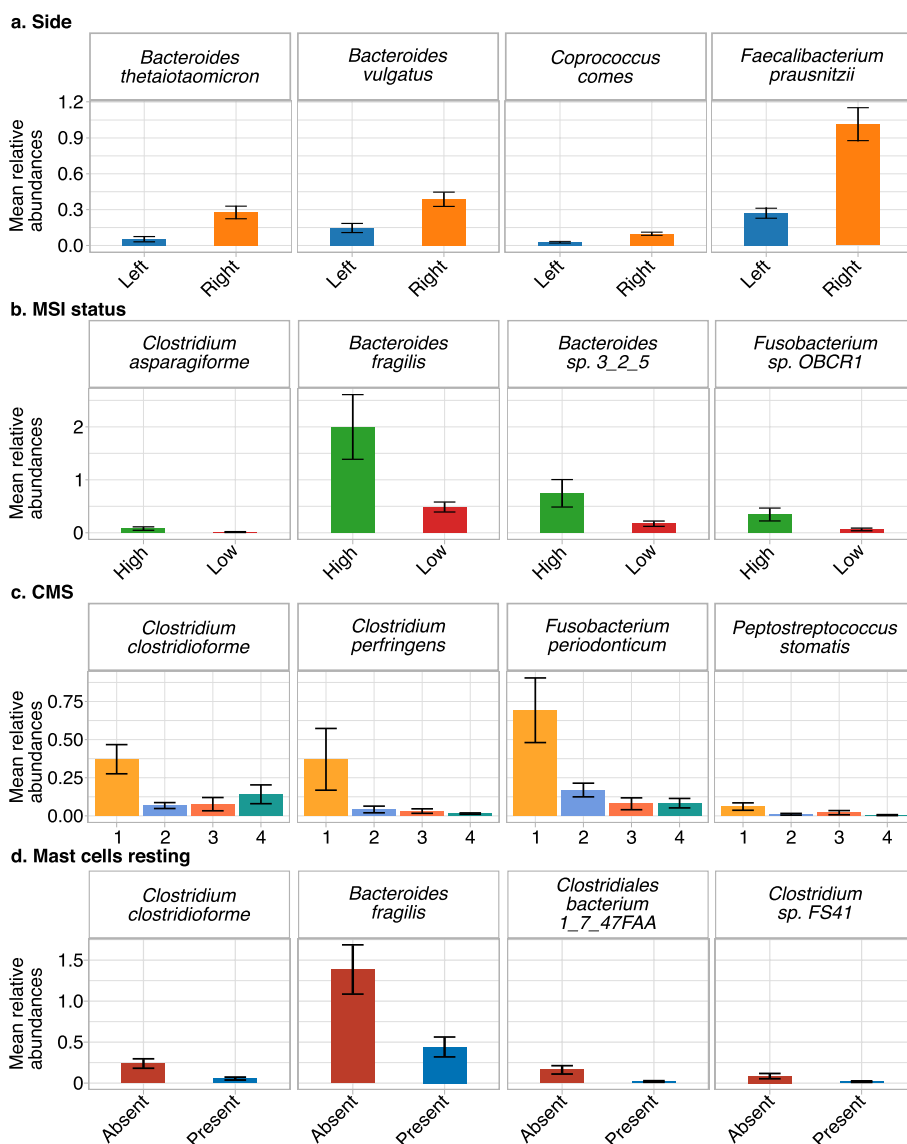 a. Side
Bacteroides
thetaiotaomicron
Bacteroides
vulgatus
Coprococcus
comes
Faecalibacterium
prausnitzii
Mean relative
abundances
1.2
0.9
0.6
0.3
0.0
Left
Right
Left
Right
Left
Right
Left
Right
b. MSI status
Clostridium
asparagiforme
Bacteroides
fragilis
Bacteroides
sp. 3_2_5
Fusobacterium
sp. OBCR1
Mean relative
abundances
2
1
0
High
Low
High
Low
High
Low
High
Low
c. CMS
Clostridium
clostridioforme
Clostridium
perfringens
Fusobacterium
periodonticum
Peptostreptococcus
stomatis
Mean relative
abundances
0.75
0.50
0.25
0.00
1 2 3 4
1 2 3 4
1 2 3 4
1 2 3 4
d. Mast cells resting
Clostridium
clostridioforme
Bacteroides
fragilis
Clostridiales
bacterium
1_7_47FAA
Clostridium
sp. FS41
Mean relative
abundances
1.5
1.0
0.5
0
Absent
Present
Absent
Present
Absent
Present
Absent
Present